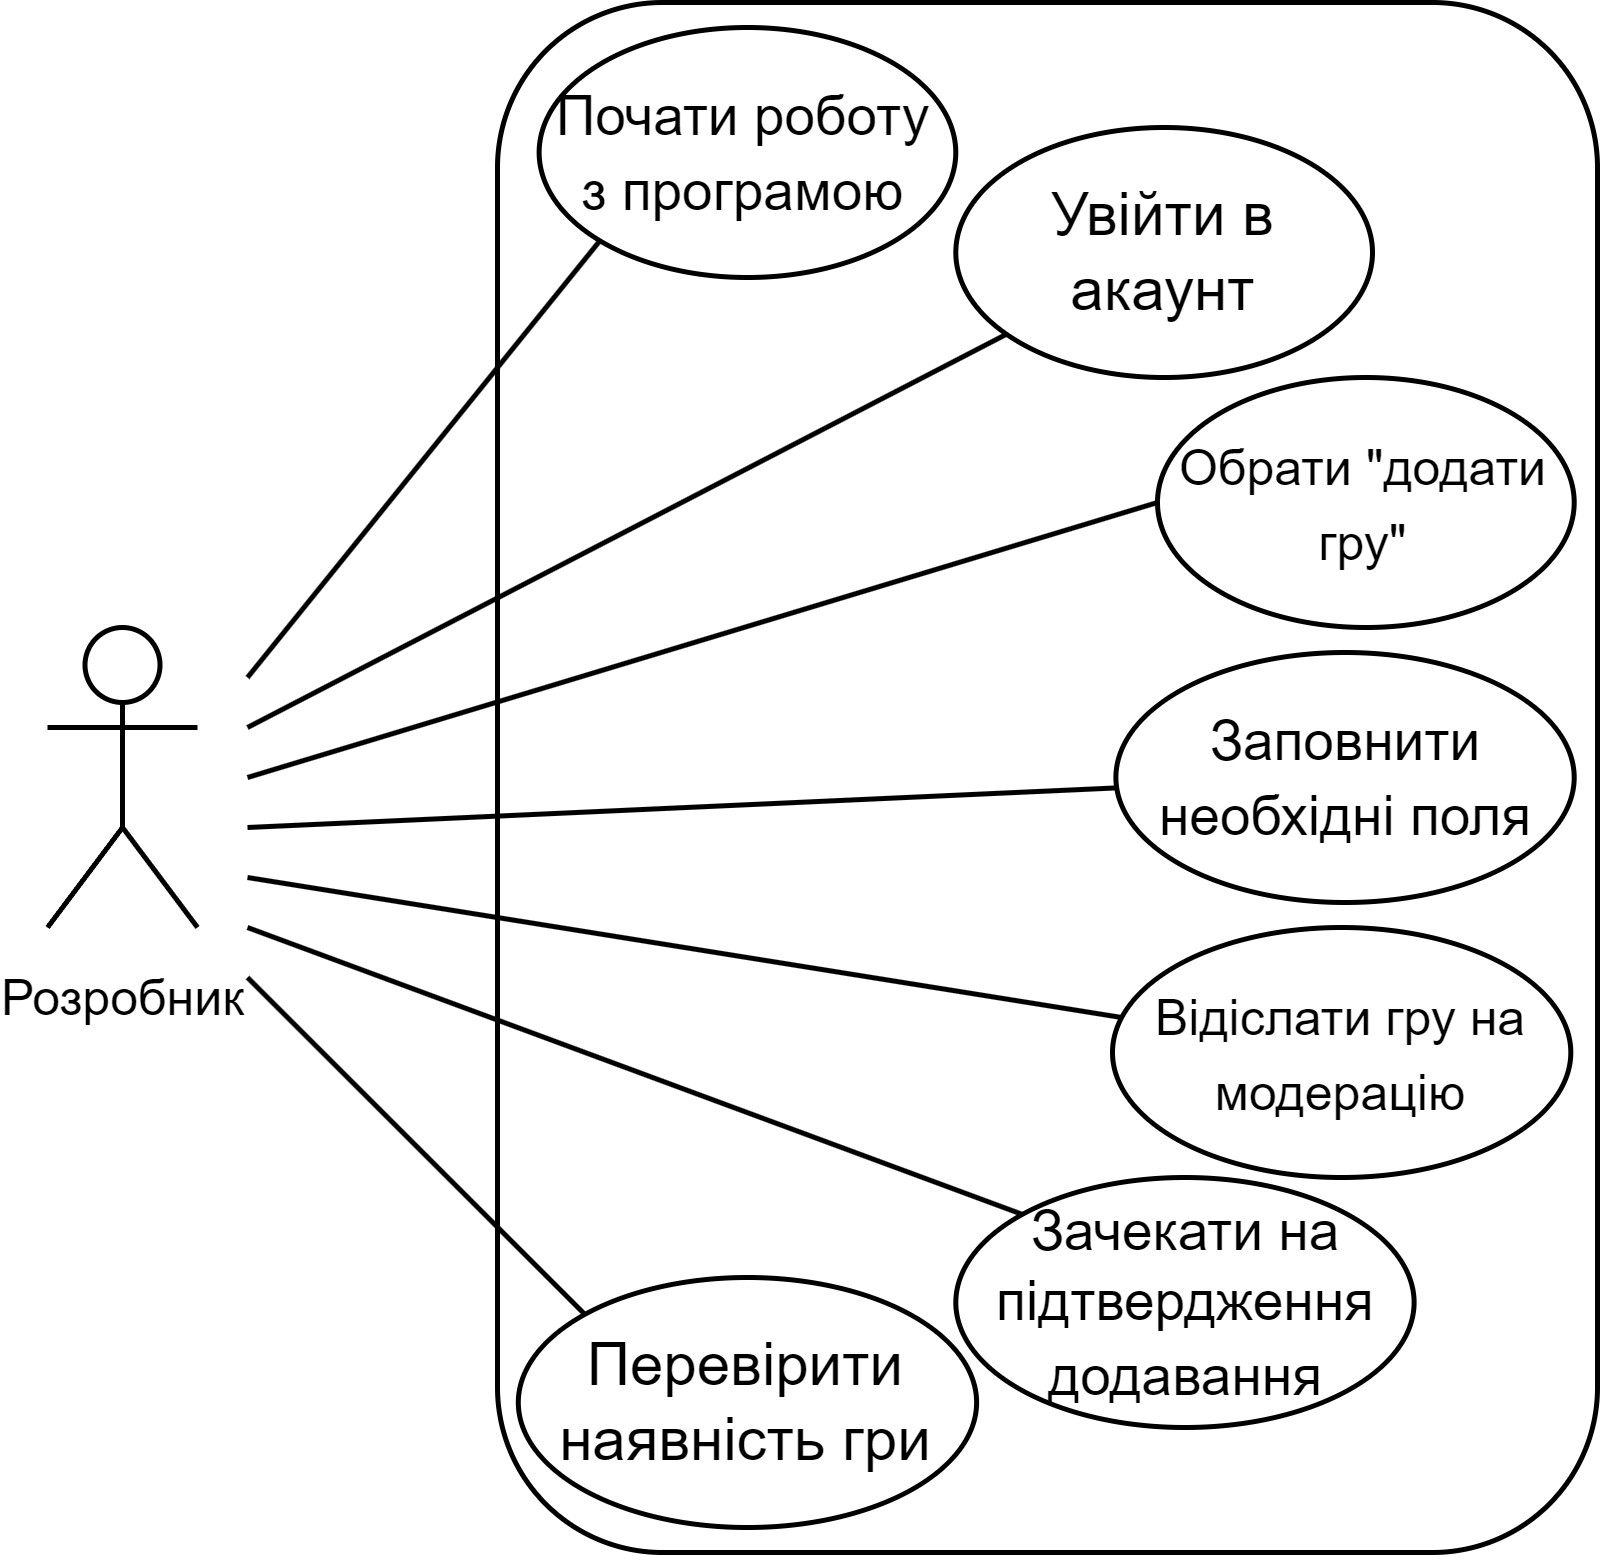 Почати роботу
з програмою
Увійти в
акаунт
Обрати "додати
гру"
Заповнити
необхідні поля
Розробник
Відіслати гру на
модерацію
Зачекати на
підтвердження
додавання
Перевірити
наявність гри